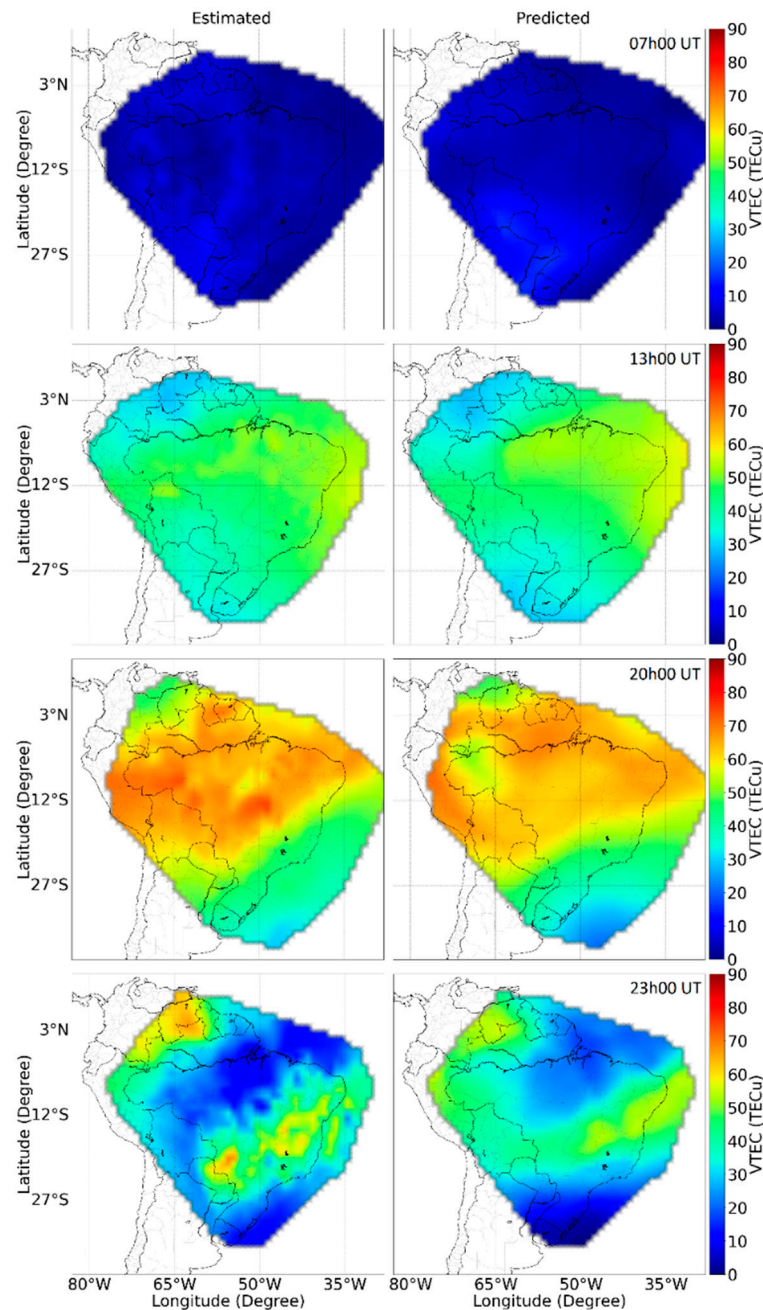 Estimated Predicted
07h00 UT
90
80
70
60
50
40
30
20
10
0
VTEC (TECu)
3°N
12°S
27°S
Latitude (Degree)
13h00 UT
90
80
70
60
50
40
30
20
10
0
VTEC (TECu)
3°N
12°S
27°S
Latitude (Degree)
20h00 UT
90
80
70
60
50
40
30
20
10
0
VTEC (TECu)
3°N
12°S
27°S
Latitude (Degree)
23h00 UT
90
80
70
60
50
40
30
20
10
0
VTEC (TECu)
3°N
12°S
27°S
Latitude (Degree)
80°W 65°W 50°W 35°W 80°W 65°W 50°W 35°W
Longitude (Degree) Longitude (Degree)